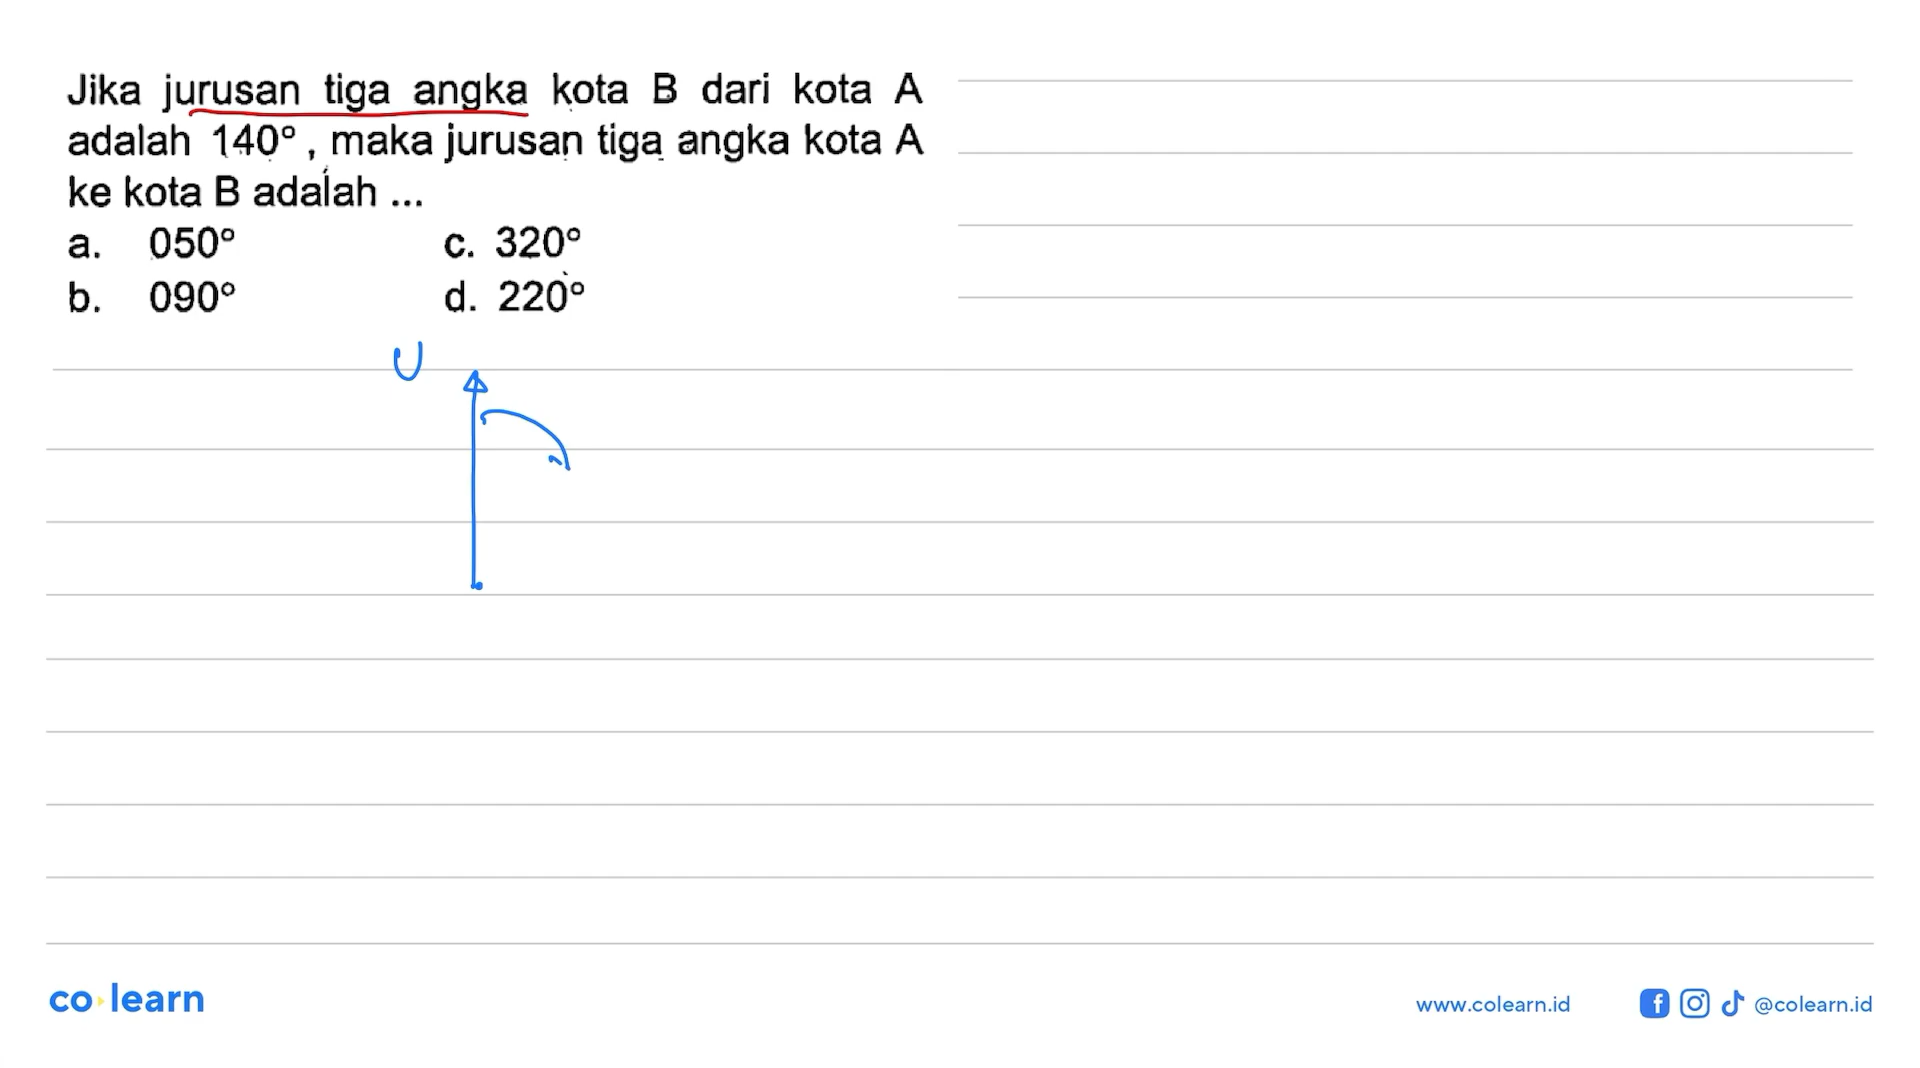 Jika jurusan tiga angka kota B dari kota A
adalah 140°, maka jurusan tiga angka kota A
ke kota B adalah ...
a. 050° c. 320°
b. 090° d. 220°
U
co learn
www.colearn.id @colearn.id